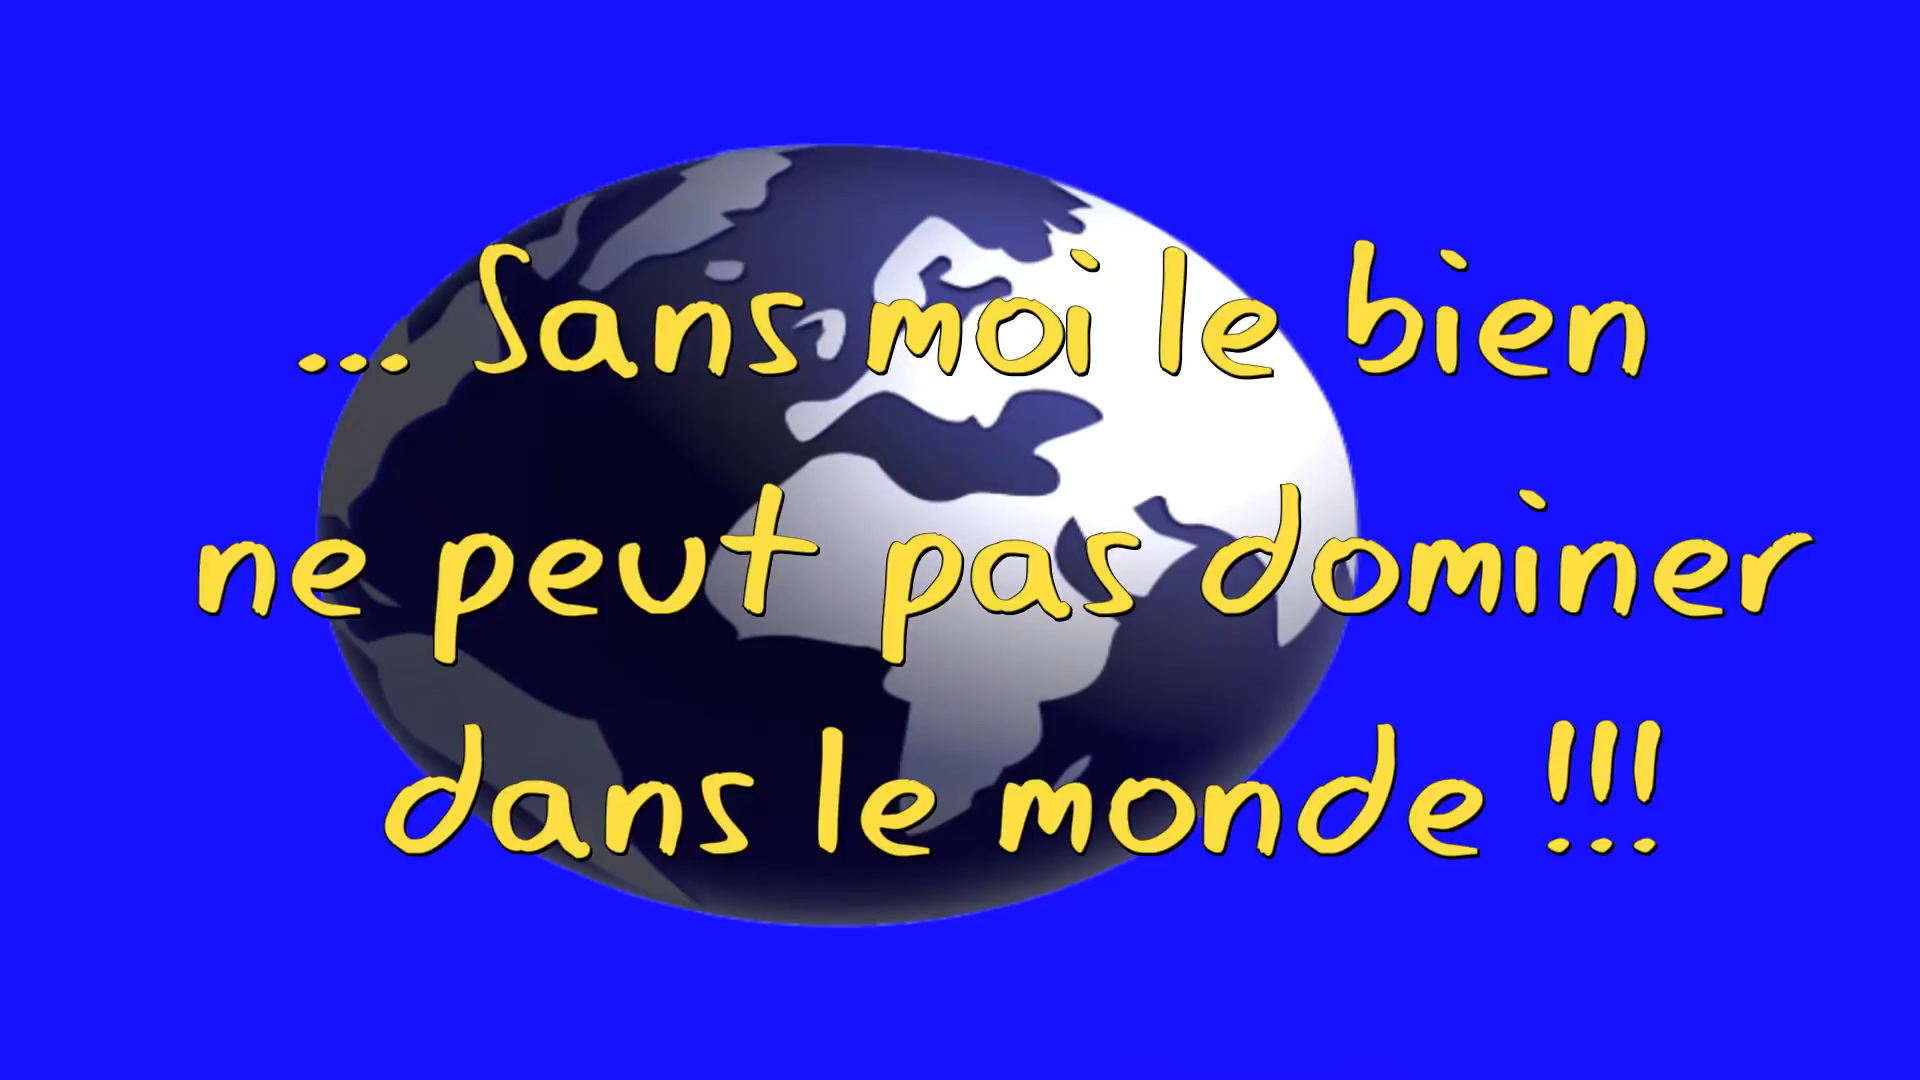 ... Sans moi le bien
ne peut pas dominer
dans le monde !!!